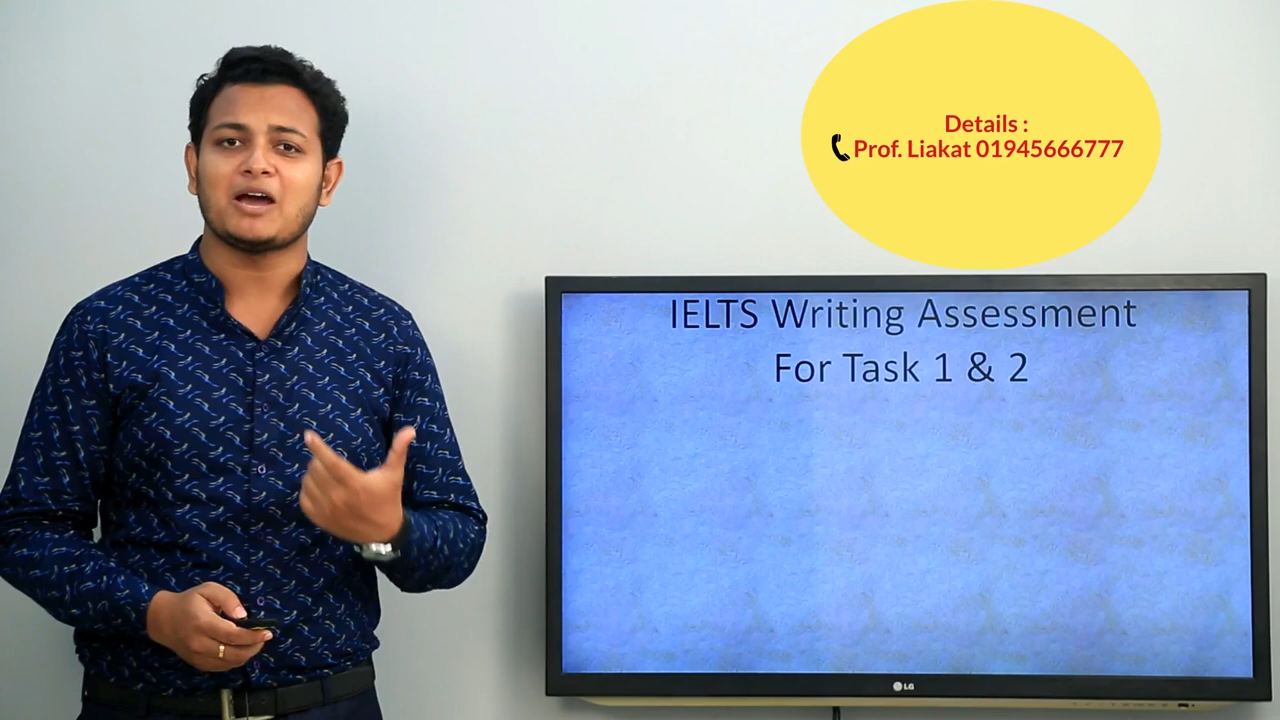 Details :
Prof. Liakat 01945666777
IELTS Writing Assessment
For Task 1 & 2
LG